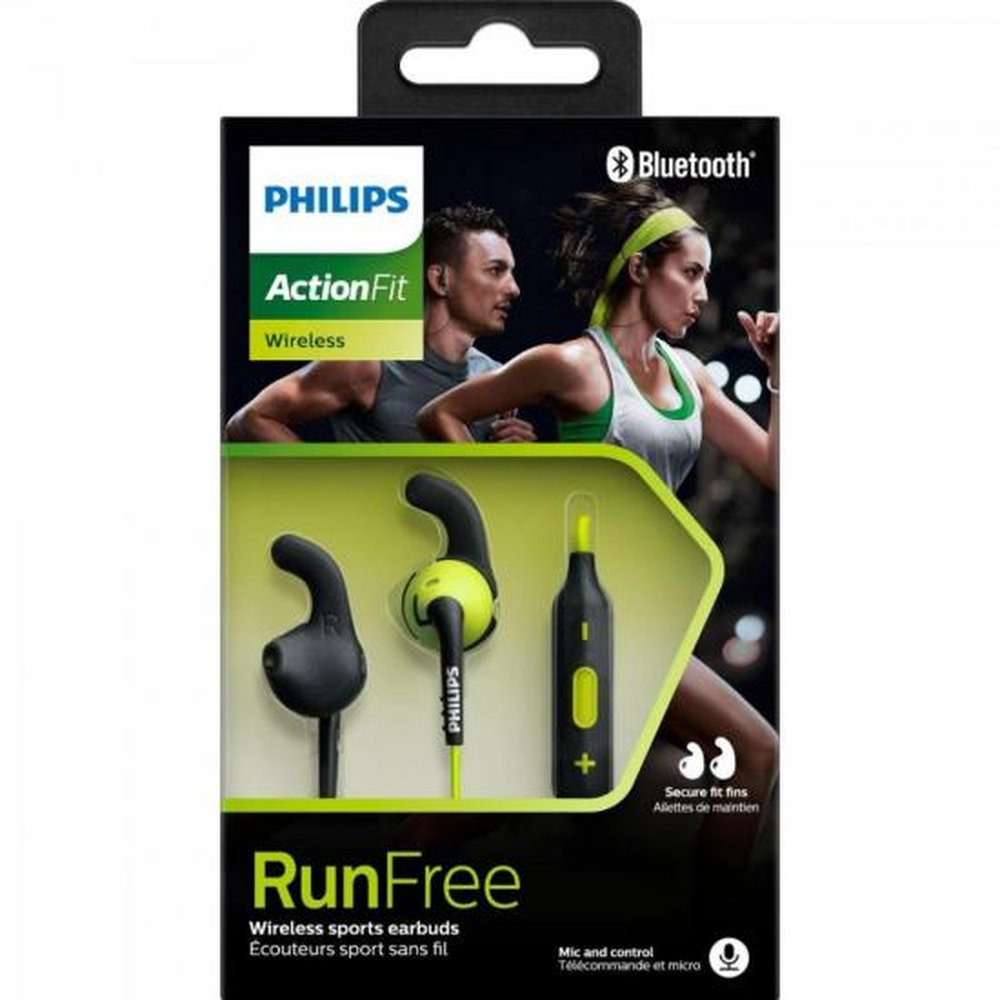 Bluetooth®
PHILIPS
ActionFit
Wireless
R
PHILIPS
-
+
Secure fit fins
Ailettes de maintien
RunFree
Wireless sports earbuds
Écouteurs sport sans fil
Mic and control
Télécommande et micro